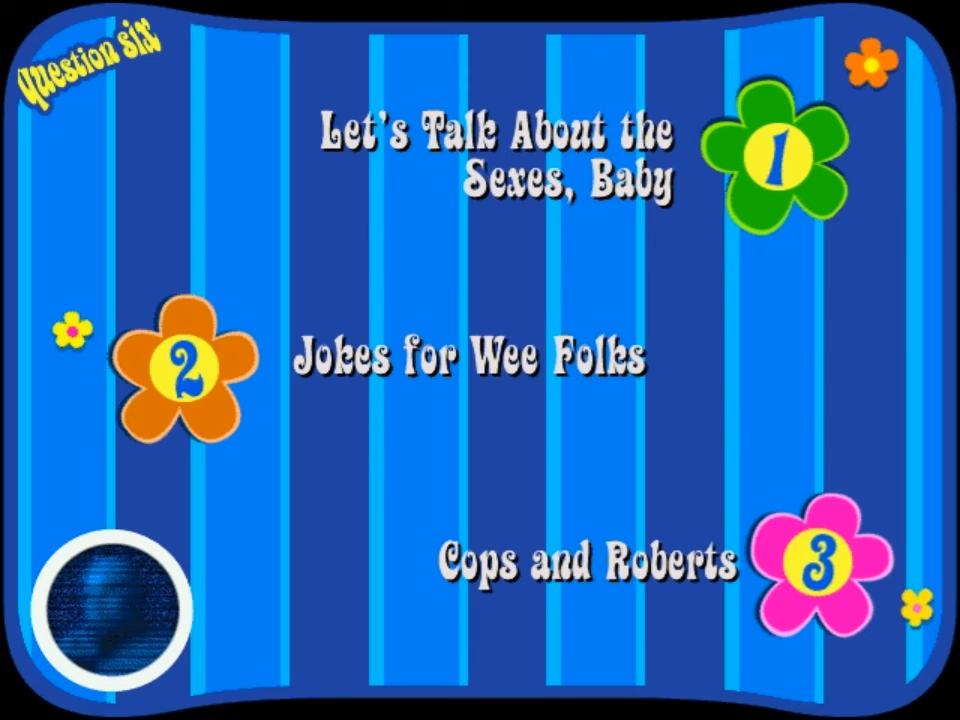 Question six
Let's Talk About the
Sexes, Baby
1
2
Jokes for Wee Folks
Cops and Roberts
3